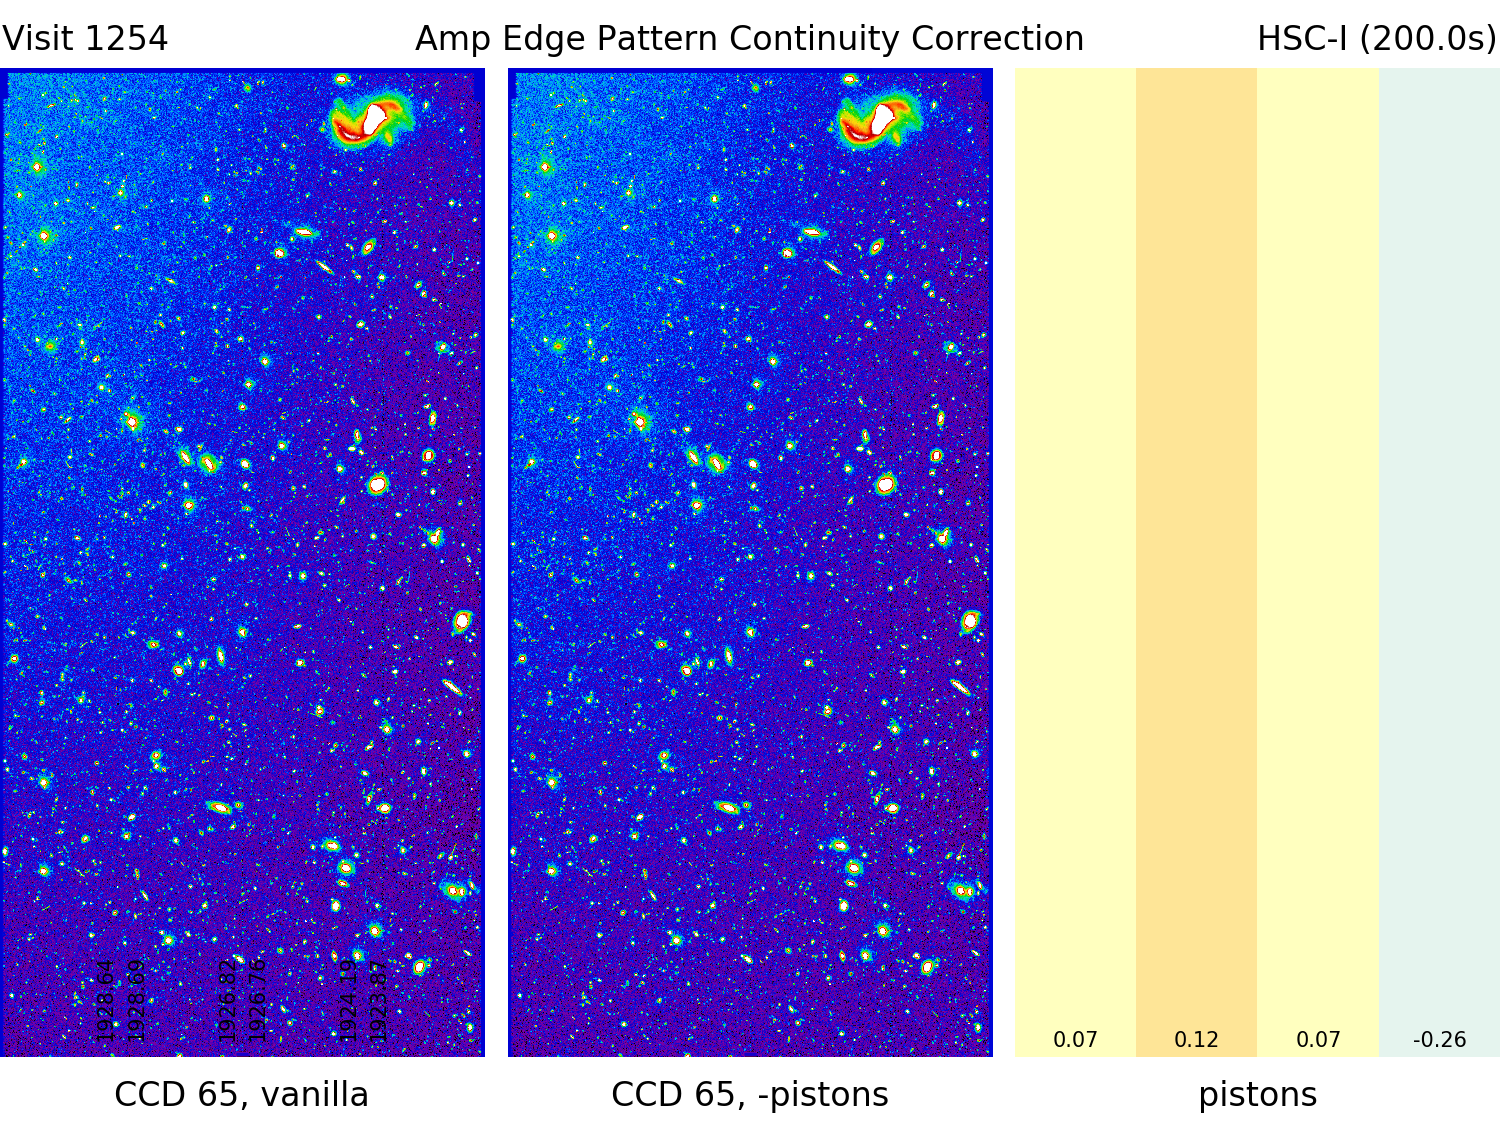 Visit 1254
Amp Edge Pattern Continuity Correction
HSC-I (200.0s)
1928.64
1928.69
1926.82
1926.76
1924.19
1923.87
0.07
0.12
0.07
-0.26
CCD 65, vanilla
CCD 65, -pistons
pistons